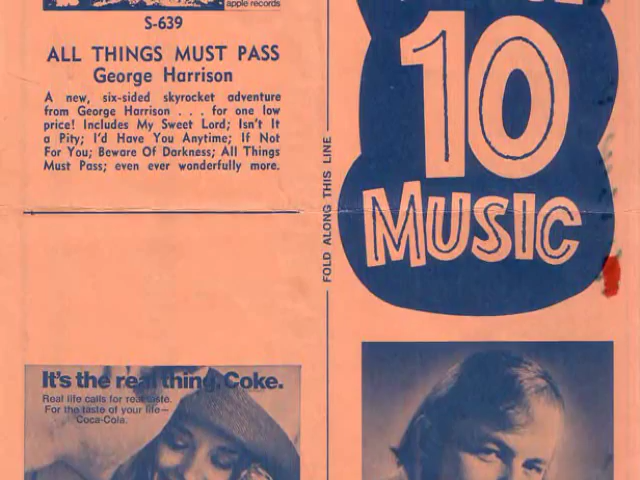 apple records
S-639
ALL THINGS MUST PASS
George Harrison
A new, six-sided skyrocket adventure
from George Harrison . . . for one low
price! Includes My Sweet Lord; Isn't It
a Pity; I'd Have You Anytime; If Not
For You; Beware Of Darkness; All Things
Must Pass; even ever wonderfully more.
FOLD ALONG THIS LINE
10
MUSIC
It's the real thing. Coke.
Real life calls for real taste.
For the taste of your life—
Coca-Cola.